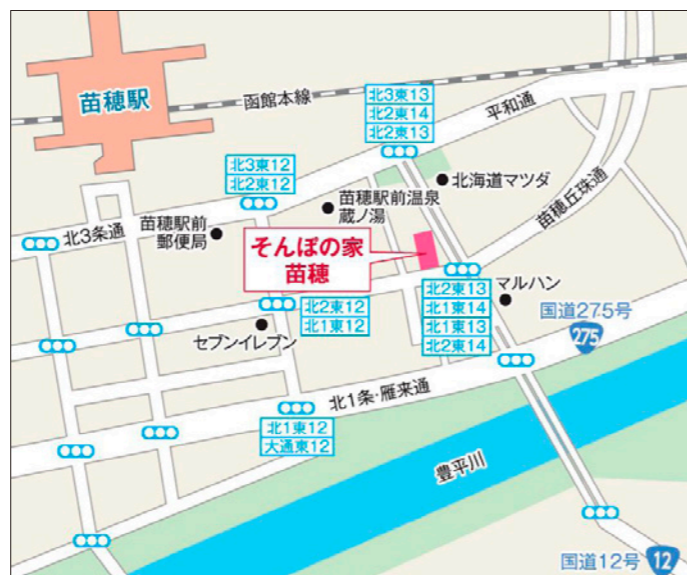 苗穂駅
函館本線
北3東13
北2東14
北2東13
平和通
北3東12
北2東12
北海道マツダ
苗穂駅前温泉
蔵ノ湯
苗穂丘珠通
北3条通
苗穂駅前
郵便局
そんぽの家
苗穂
北2東13
北1東14
北1東13
北2東14
マルハン
北2東12
北1東12
国道275号
275
セブンイレブン
北1条・雁来通
北1東12
大通東12
豊平川
国道12号
12